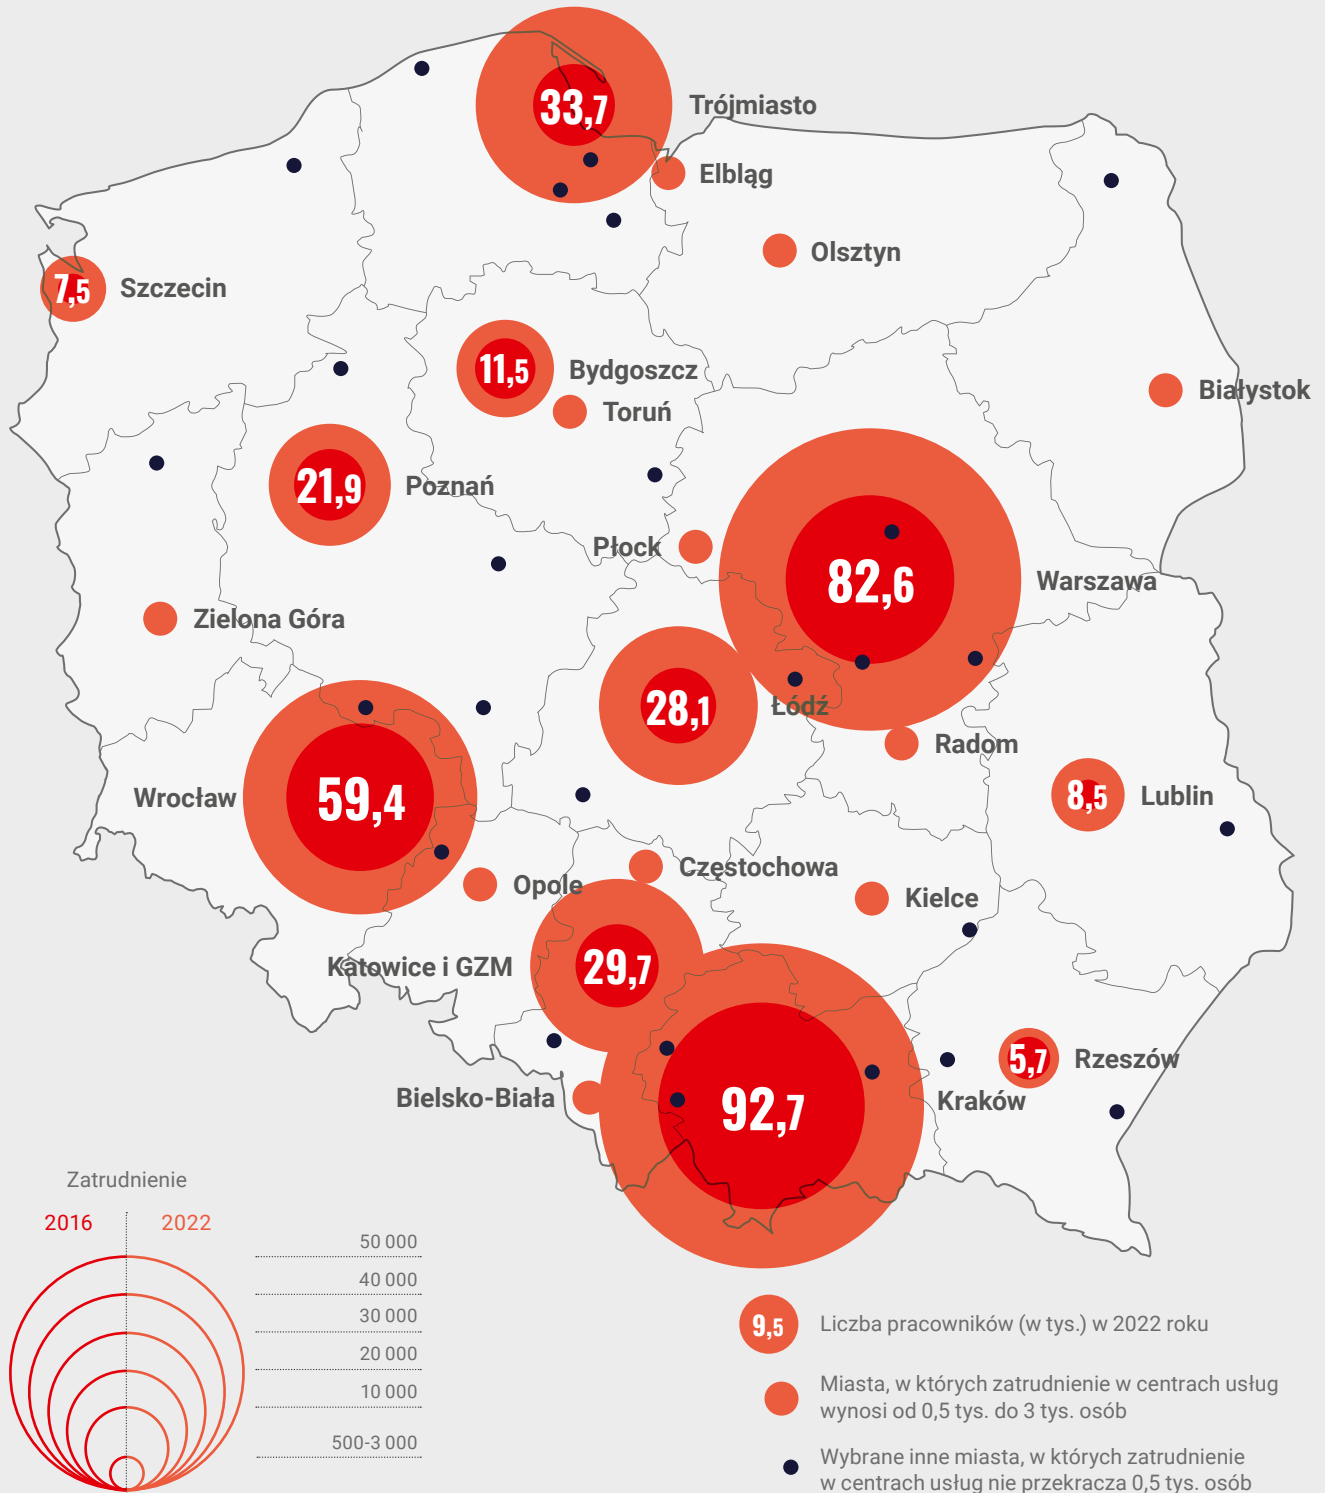 33,7
Trójmiasto
Elbląg
Olsztyn
7,5
Szczecin
11,5
Bydgoszcz
Toruń
Białystok
21,9
Poznań
Płock
82,6
Warszawa
Zielona Góra
28,1
Łódź
Radom
59,4
Wrocław
8,5
Lublin
Opole
Częstochowa
Kielce
29,7
Katowice i GZM
5,7
Rzeszów
Bielsko-Biała
92,7
Kraków
Zatrudnienie
2016
2022
50 000
40 000
30 000
20 000
10 000
500-3 000
9,5
Liczba pracowników (w tys.) w 2022 roku
Miasta, w których zatrudnienie w centrach usług
wynosi od 0,5 tys. do 3 tys. osób
Wybrane inne miasta, w których zatrudnienie
w centrach usług nie przekracza 0,5 tys. osób